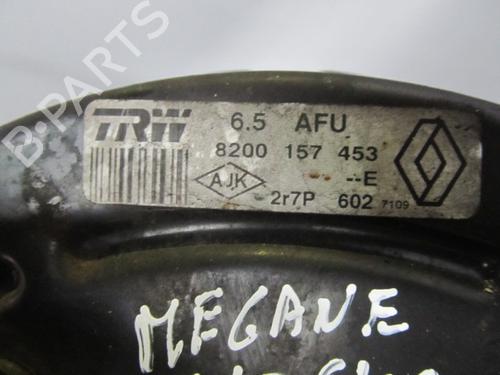 B-PARTS
TRW 6.5 AFU
8200 157 453
AJK --E
2r7P 602 7109
MEGANE